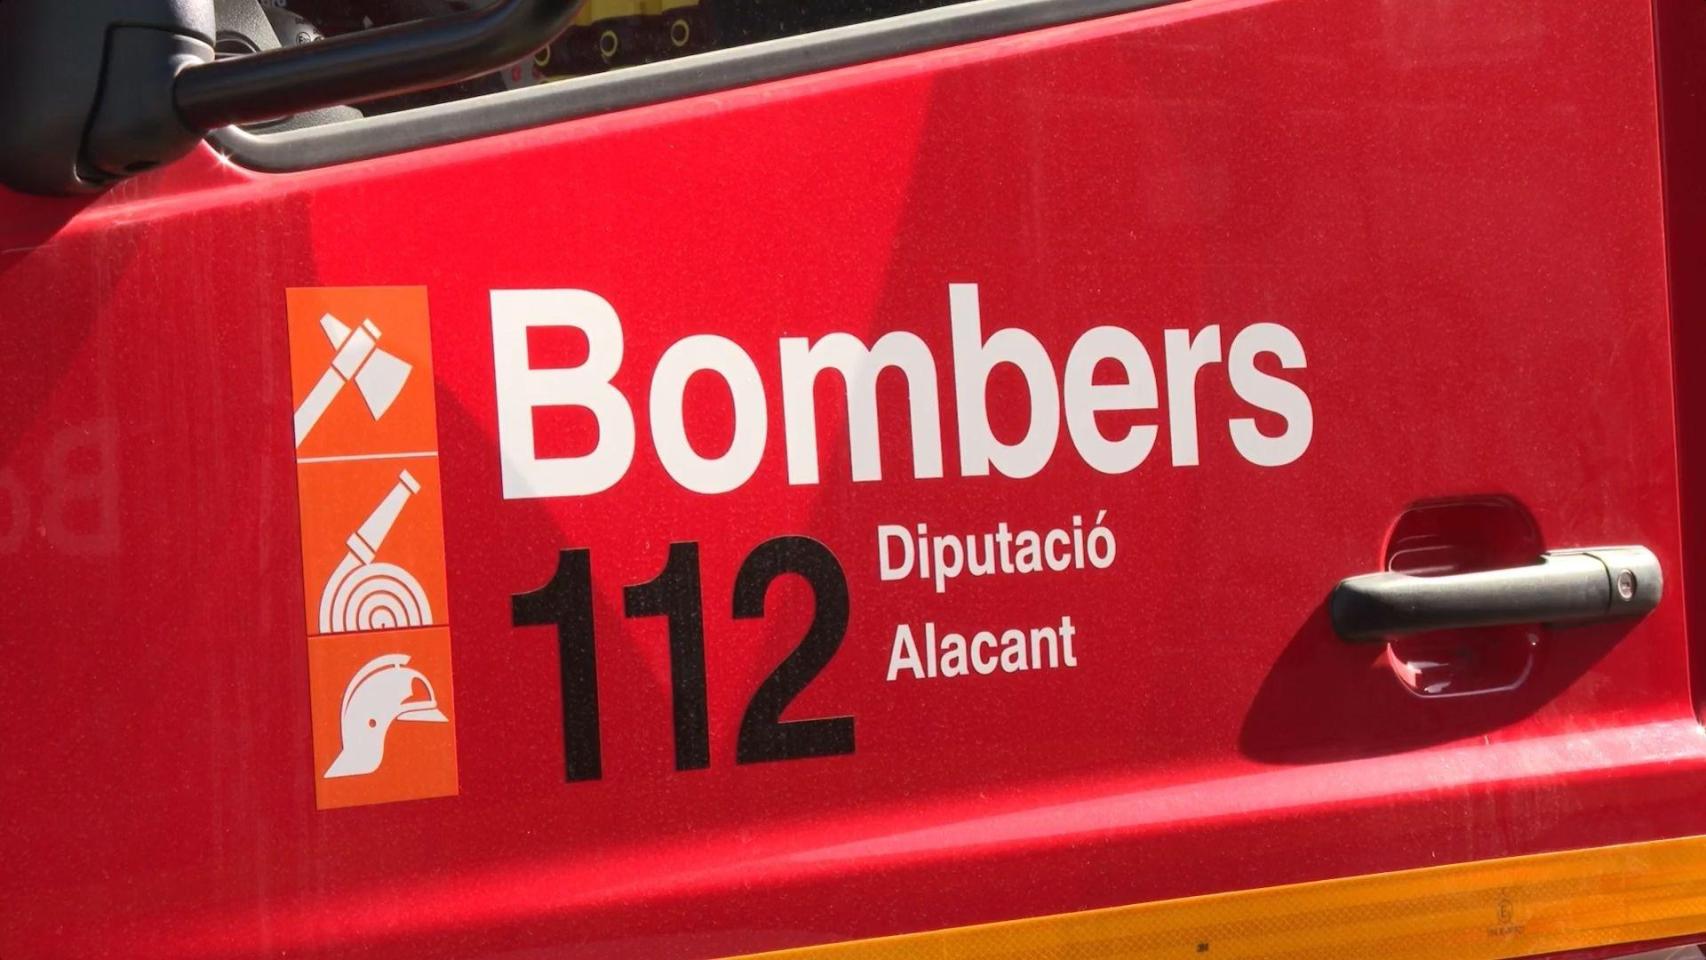 Bombers
112
Diputació
Alacant